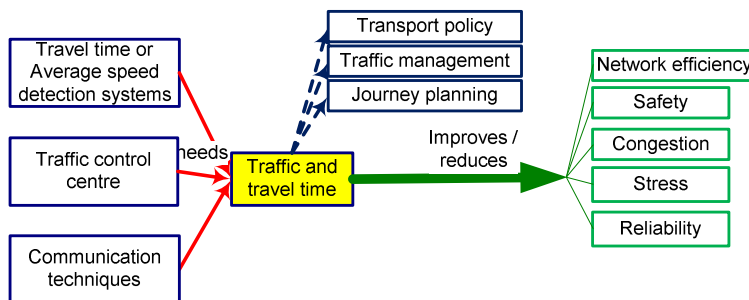 Travel time or
Average speed
detection systems
Traffic control
centre
Communication
techniques
needs
Traffic and
travel time
Transport policy
Traffic management
Journey planning
Improves /
reduces
Network efficiency
Safety
Congestion
Stress
Reliability